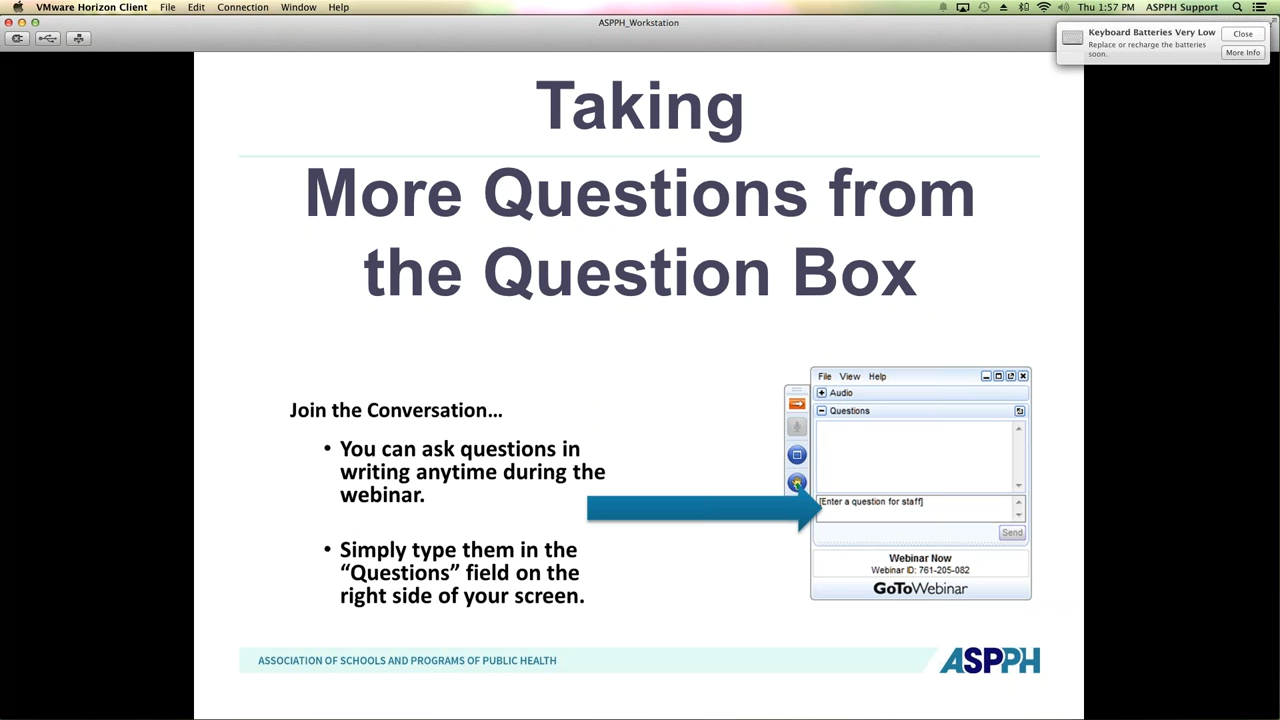 VMware Horizon Client File Edit Connection Window Help Thu 1:57 PM ASPPH Support
ASPPH_Workstation
Keyboard Batteries Very Low
Replace or recharge the batteries
soon.
Close
More Info
Taking
More Questions from
the Question Box
Join the Conversation...
• You can ask questions in
writing anytime during the
webinar.
• Simply type them in the
“Questions” field on the
right side of your screen.
File View Help
Audio
Questions
[Enter a question for staff]
Send
Webinar Now
Webinar ID: 761-205-082
GoToWebinar
ASSOCIATION OF SCHOOLS AND PROGRAMS OF PUBLIC HEALTH
ASPPH